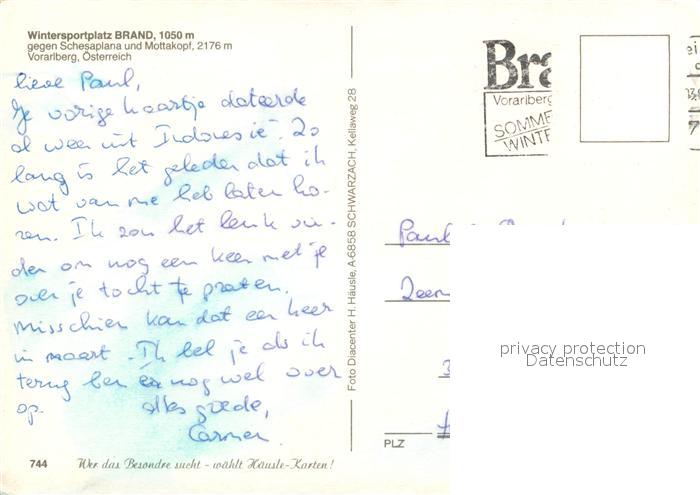 Wintersportplatz BRAND, 1050 m
gegen Schesaplana und Mottakopf, 2176 m
Vorarlberg, Österreich
lieve Paul,
Je vorige kaartje dateerde
al weer uit Indonesië. Zo
lang is het geleden dat ik
wat van me heb laten ho-
ren. Ik zou het leuk vin-
den om nog een keer met je
over je tocht te praten.
Misschien kan dat een keer
in maart. Ik bel je als ik
terug ben er nog wel over
op. alles goede,
Carmen.
744 Wer das Besondre sucht - wählt Häusle-Karten!
Foto Diacenter H. Häusle, A-6858 SCHWARZACH, Kellaweg 28
Bra
Vorarlberg
SOMME
WINTE
Paul
PLZ
privacy protection
Datenschutz